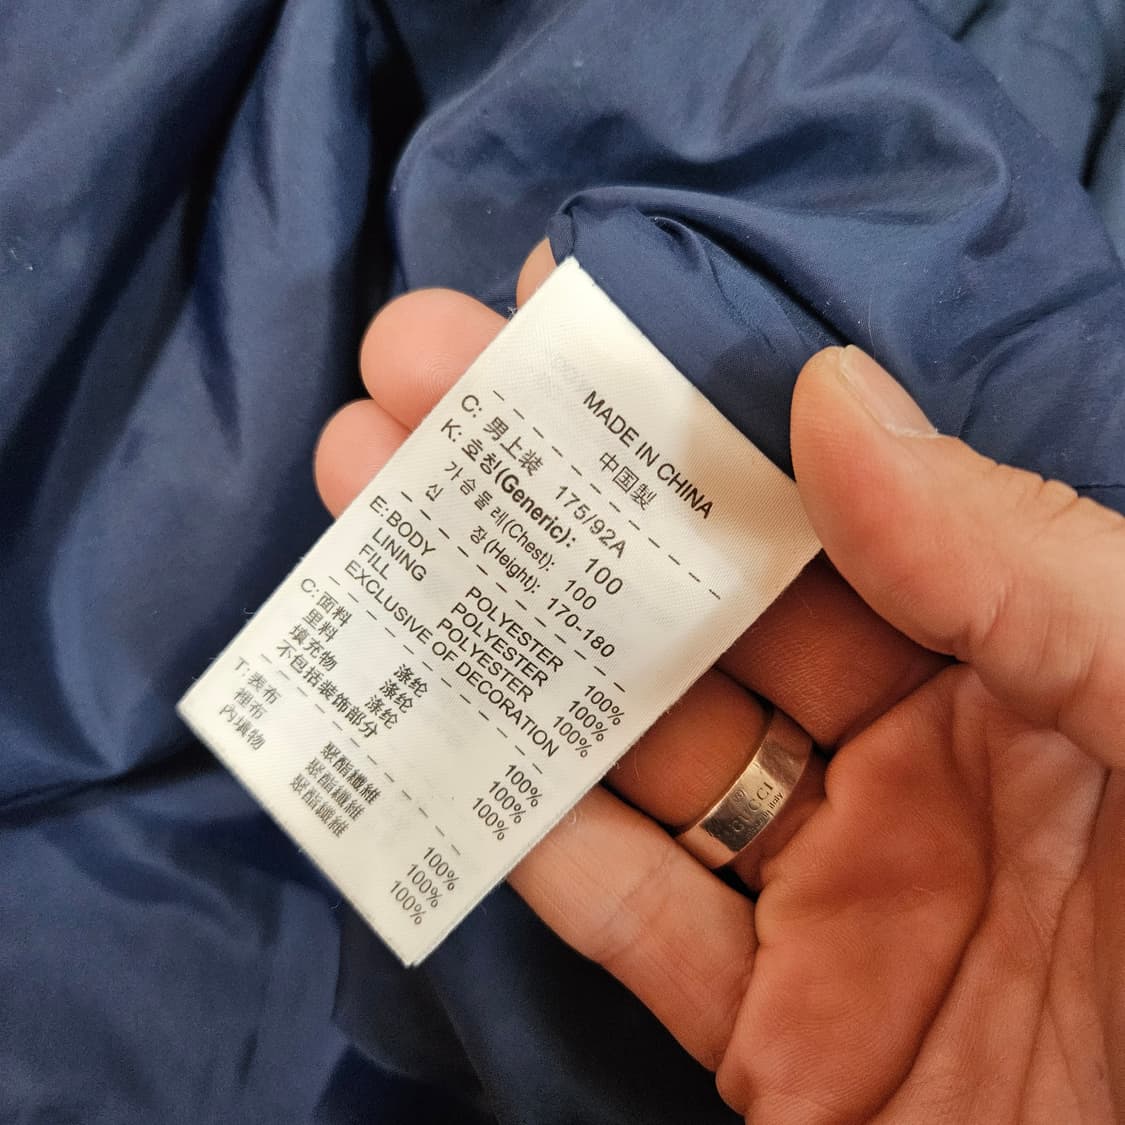 MADE IN CHINA
中国製
C: 男上装 175/92A
K: 호칭(Generic): 100
가슴둘레(Chest): 100
신 장(Height): 170-180
E:BODY POLYESTER 100%
LINING POLYESTER 100%
FILL POLYESTER 100%
EXCLUSIVE OF DECORATION
C:面料 涤纶 100%
里料 涤纶 100%
填充物 涤纶 100%
不包括装饰部分
T:表布 聚酯纖維 100%
裡布 聚酯纖維 100%
內填物 聚酯纖維 100%
GUCCI
Italy